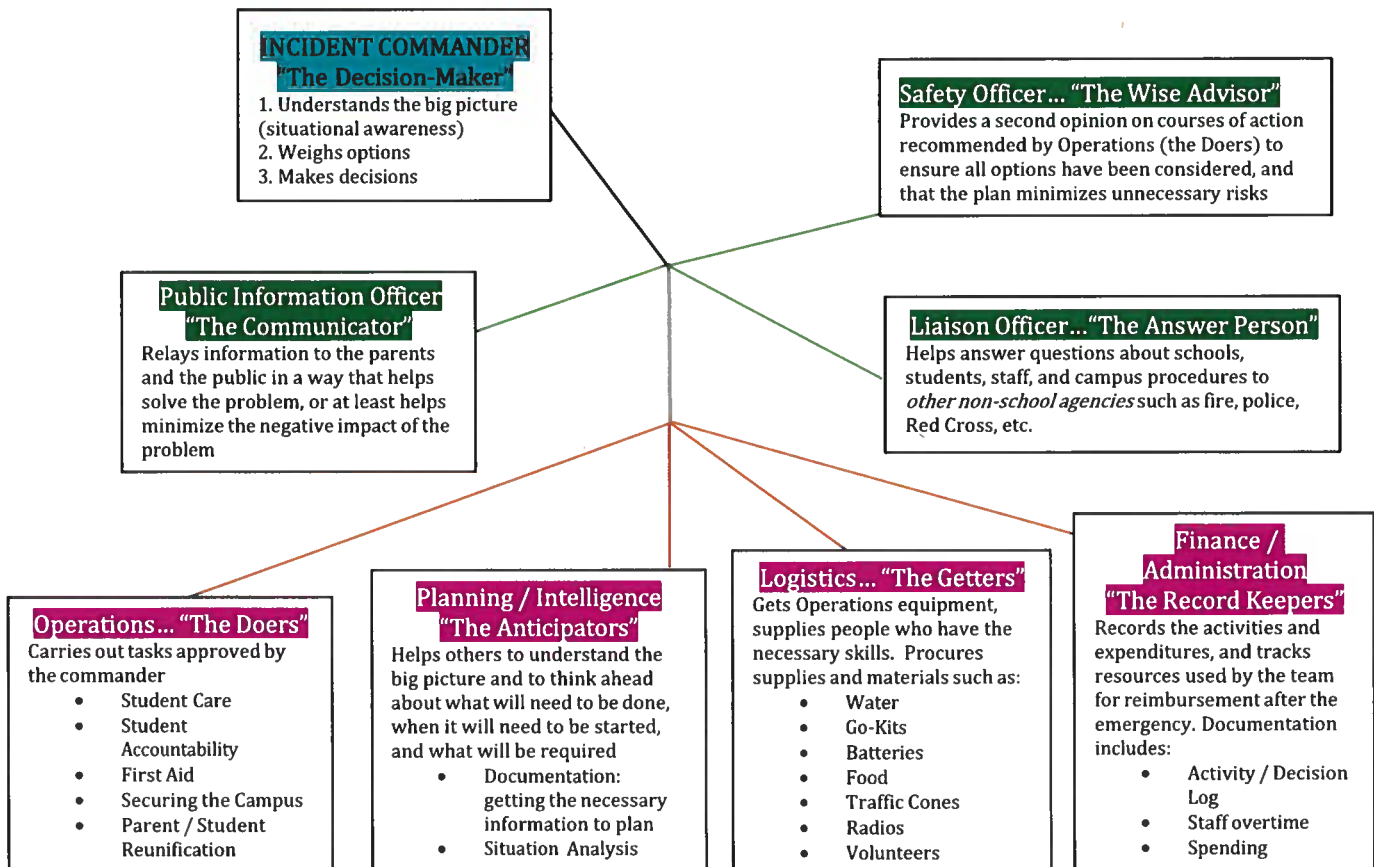 INCIDENT COMMANDER
"The Decision-Maker"
1. Understands the big picture
(situational awareness)
2. Weighs options
3. Makes decisions
Safety Officer... "The Wise Advisor"
Provides a second opinion on courses of action
recommended by Operations (the Doers) to
ensure all options have been considered, and
that the plan minimizes unnecessary risks
Public Information Officer
"The Communicator"
Relays information to the parents
and the public in a way that helps
solve the problem, or at least helps
minimize the negative impact of the
problem
Liaison Officer..."The Answer Person"
Helps answer questions about schools,
students, staff, and campus procedures to
other non-school agencies such as fire, police,
Red Cross, etc.
Operations... "The Doers"
Carries out tasks approved by
the commander
• Student Care
• Student
Accountability
• First Aid
• Securing the Campus
• Parent / Student
Reunification
Planning / Intelligence
"The Anticipators"
Helps others to understand the
big picture and to think ahead
about what will need to be done,
when it will need to be started,
and what will be required
• Documentation:
getting the necessary
information to plan
• Situation Analysis
Logistics... "The Getters"
Gets Operations equipment,
supplies people who have the
necessary skills. Procures
supplies and materials such as:
• Water
• Go-Kits
• Batteries
• Food
• Traffic Cones
• Radios
• Volunteers
Finance /
Administration
"The Record Keepers"
Records the activities and
expenditures, and tracks
resources used by the team
for reimbursement after the
emergency. Documentation
includes:
• Activity / Decision
Log
• Staff overtime
• Spending